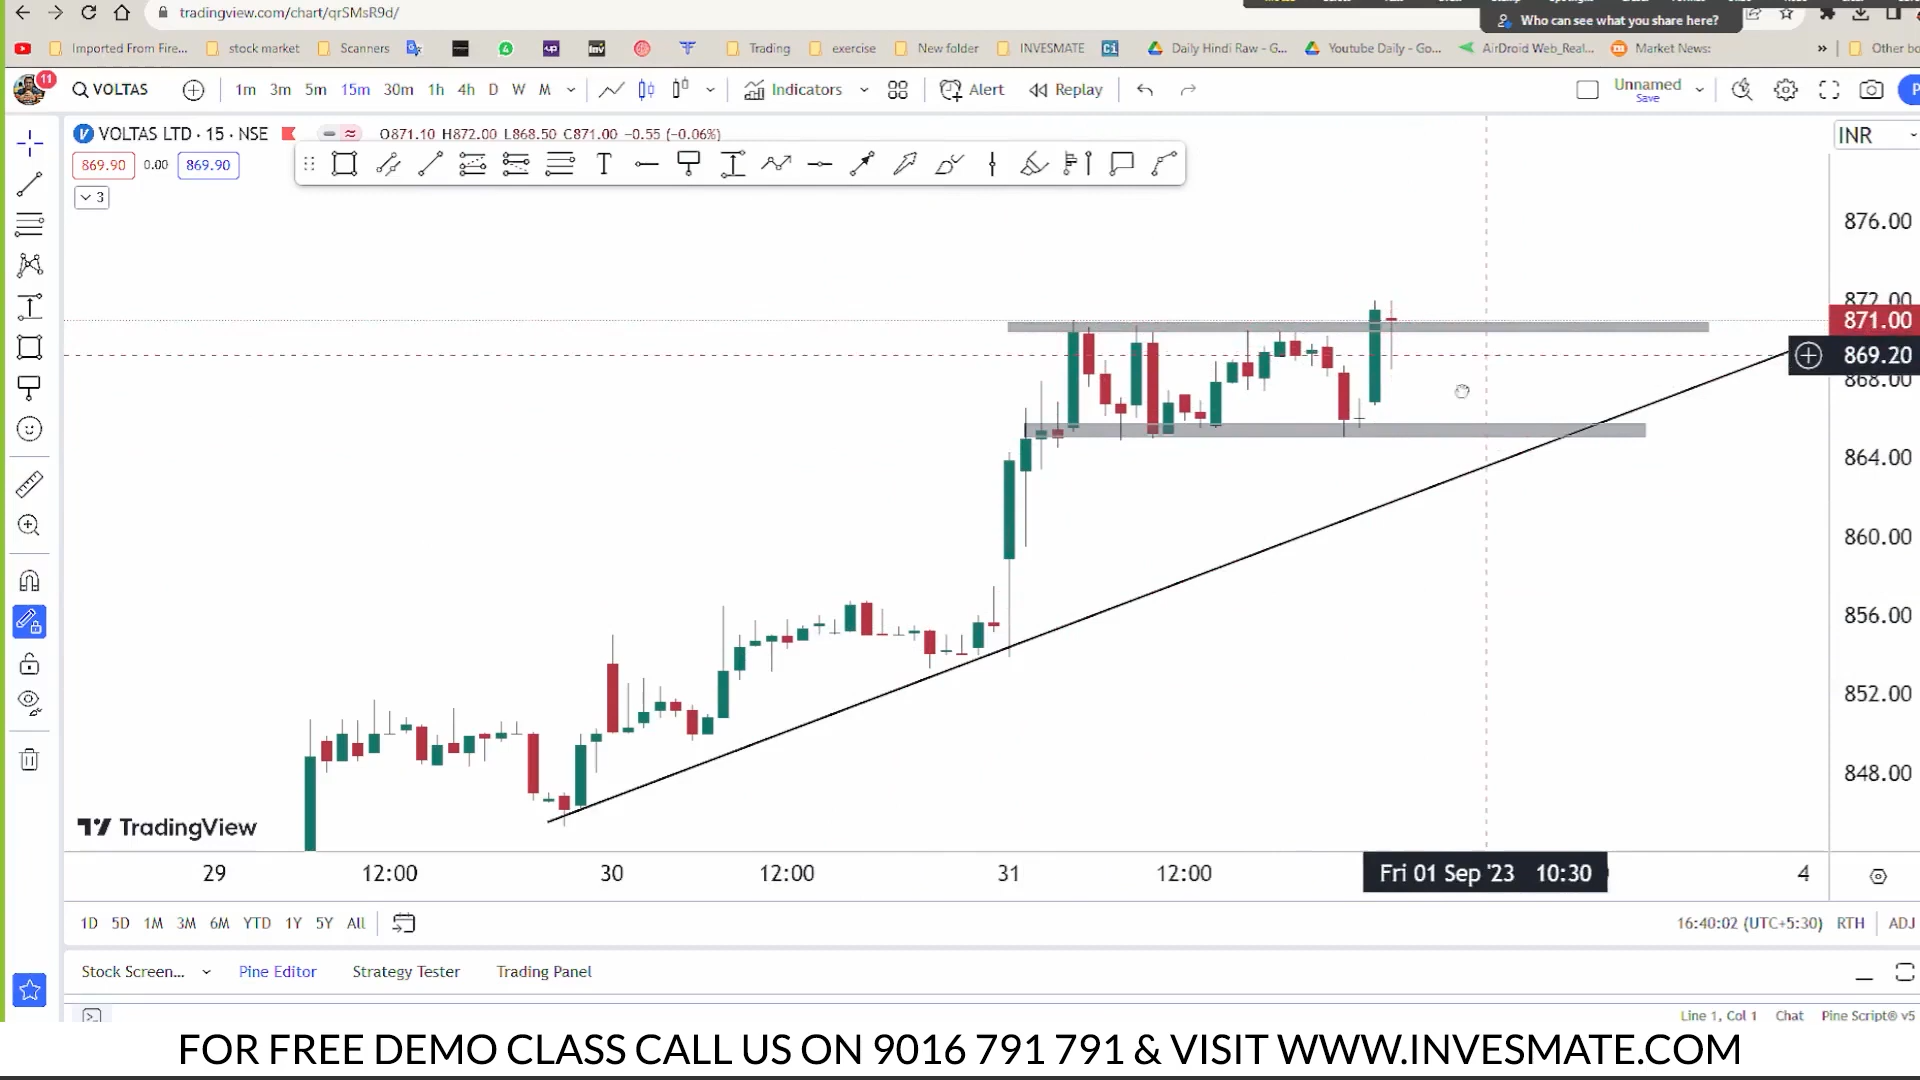 tradingview.com/chart/qrSMsR9d/
Who can see what you share here?
Imported From Fire... stock market Scanners Trading exercise New folder INVESMATE Daily Hindi Raw - G... Youtube Daily - Go... AirDroid Web_Real... Market News: » Other bo
11 VOLTAS 1m 3m 5m 15m 30m 1h 4h D W M Indicators Alert Replay Unnamed P
Save
VOLTAS LTD · 15 · NSE O871.10 H872.00 L868.50 C871.00 −0.55 (−0.06%) INR
869.90 0.00 869.90
3
876.00
872.00
871.00
869.20
868.00
864.00
860.00
856.00
852.00
848.00
TradingView
29 12:00 30 12:00 31 12:00 Fri 01 Sep '23 10:30 4
1D 5D 1M 3M 6M YTD 1Y 5Y All 16:40:02 (UTC+5:30) RTH ADJ
Stock Screen... Pine Editor Strategy Tester Trading Panel
Line 1, Col 1 Chat Pine Script® v5
FOR FREE DEMO CLASS CALL US ON 9016 791 791 & VISIT WWW.INVESMATE.COM